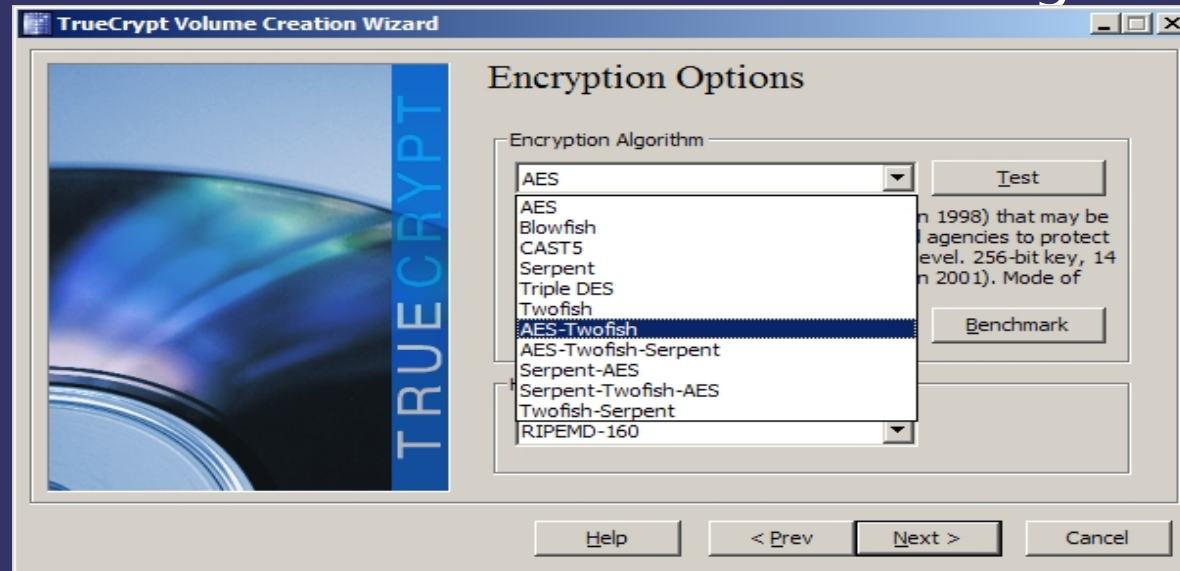 TrueCrypt Volume Creation Wizard
TRUECRYPT
Encryption Options
Encryption Algorithm
AES
Test
AES
Blowfish
CAST5
Serpent
Triple DES
Twofish
AES-Twofish
AES-Twofish-Serpent
Serpent-AES
Serpent-Twofish-AES
Twofish-Serpent
n 1998) that may be
agencies to protect
evel. 256-bit key, 14
n 2001). Mode of
Benchmark
RIPEMD-160
Help
< Prev
Next >
Cancel